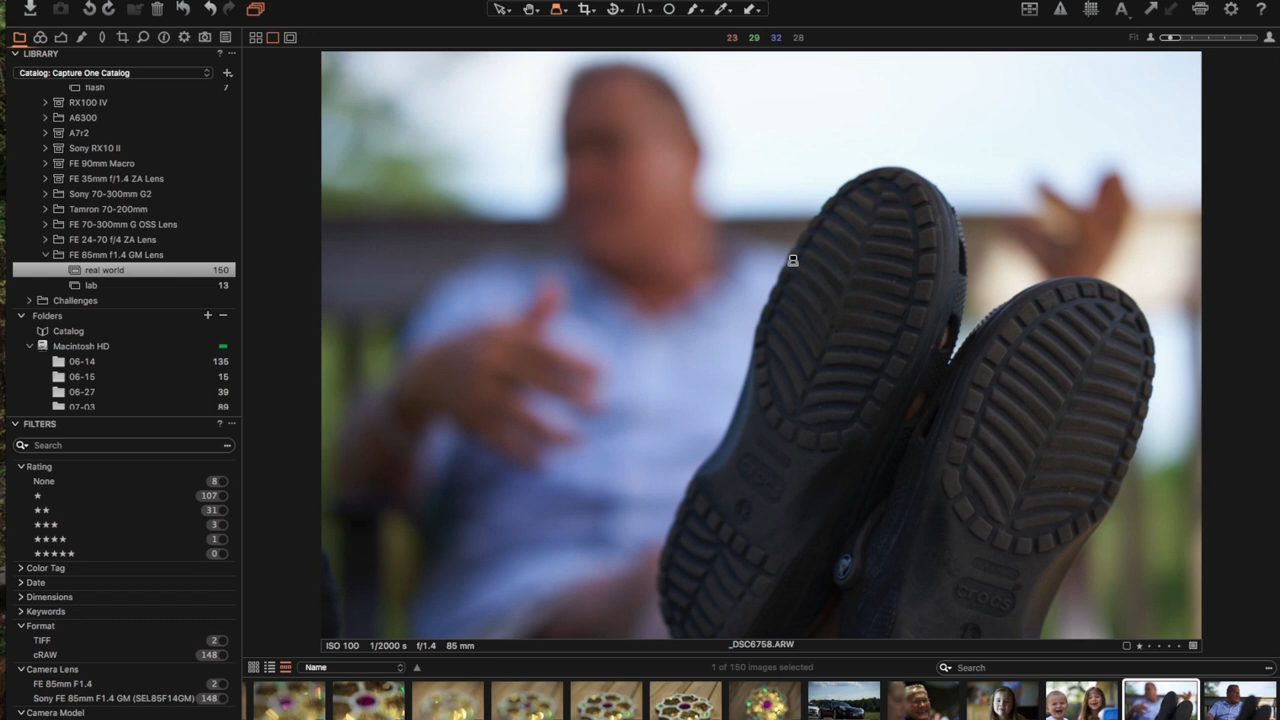 23 29 32 28
Fit
LIBRARY ?
Catalog: Capture One Catalog
flash 7
RX100 IV
A6300
A7r2
Sony RX10 II
FE 90mm Macro
FE 35mm f/1.4 ZA Lens
Sony 70-300mm G2
Tamron 70-200mm
FE 70-300mm G OSS Lens
FE 24-70 f/4 ZA Lens
FE 85mm f1.4 GM Lens
real world 150
lab 13
Challenges
Folders
Catalog
Macintosh HD
06-14 135
06-15 15
06-27 39
07-03 89
FILTERS ?
Search
Rating
None 8
★ 107
★★ 31
★★★ 3
★★★★ 1
★★★★★ 0
Color Tag
Date
Dimensions
Keywords
Format
TIFF 2
cRAW 148
Camera Lens
FE 85mm F1.4 2
Sony FE 85mm F1.4 GM (SEL85F14GM) 148
Camera Model
crocs
ISO 100 1/2000 s f/1.4 85 mm _DSC6758.ARW
Name 1 of 150 images selected Search